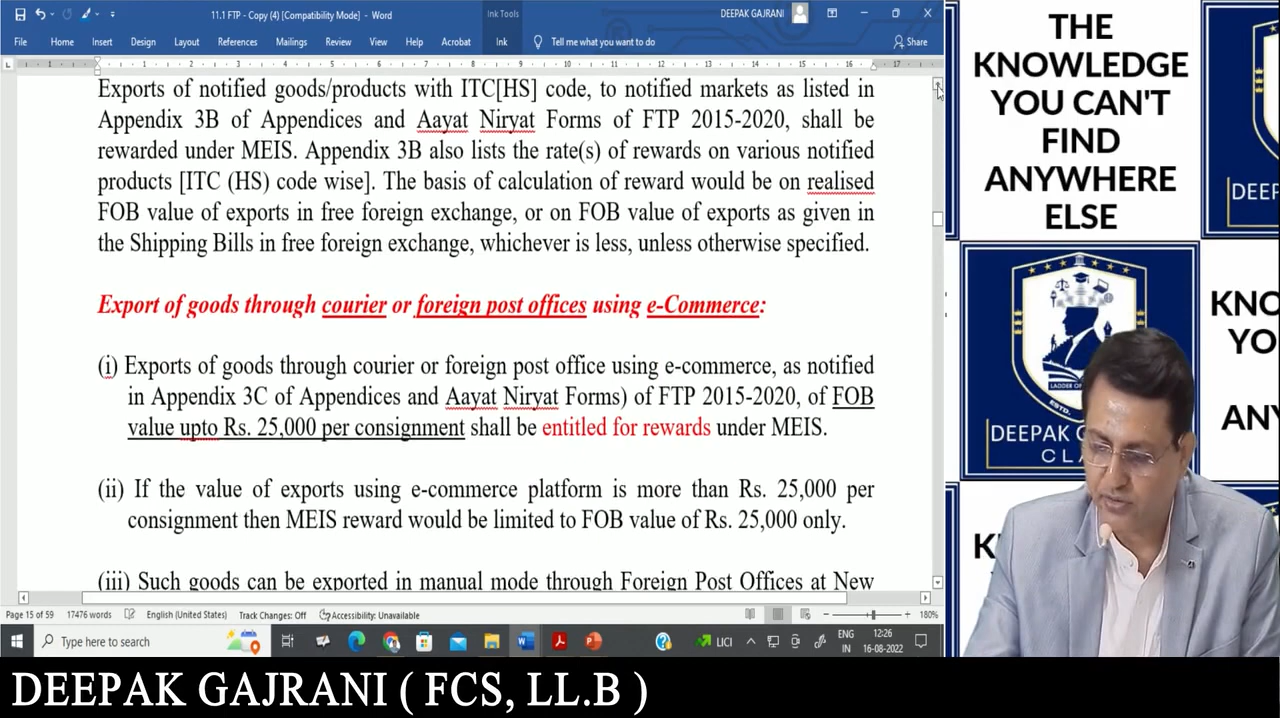 11.1 FTP - Copy (4) [Compatibility Mode] - Word
Ink Tools
DEEPAK GAJRANI
File Home Insert Design Layout References Mailings Review View Help Acrobat Ink Tell me what you want to do Share
Exports of notified goods/products with ITC[HS] code, to notified markets as listed in
Appendix 3B of Appendices and Aayat Niryat Forms of FTP 2015-2020, shall be
rewarded under MEIS. Appendix 3B also lists the rate(s) of rewards on various notified
products [ITC (HS) code wise]. The basis of calculation of reward would be on realised
FOB value of exports in free foreign exchange, or on FOB value of exports as given in
the Shipping Bills in free foreign exchange, whichever is less, unless otherwise specified.
Export of goods through courier or foreign post offices using e-Commerce:
(i) Exports of goods through courier or foreign post office using e-commerce, as notified
in Appendix 3C of Appendices and Aayat Niryat Forms) of FTP 2015-2020, of FOB
value upto Rs. 25,000 per consignment shall be entitled for rewards under MEIS.
(ii) If the value of exports using e-commerce platform is more than Rs. 25,000 per
consignment then MEIS reward would be limited to FOB value of Rs. 25,000 only.
(iii) Such goods can be exported in manual mode through Foreign Post Offices at New
Page 15 of 59 17476 words English (United States) Track Changes: Off Accessibility: Unavailable 180%
Type here to search
LICI
ENG
IN
12:26
16-08-2022
THE
KNOWLEDGE
YOU CAN'T
FIND
ANYWHERE
ELSE
DEEP
KNO
YO
ANY
DEEPAK G
CLA
K
DEEPAK GAJRANI ( FCS, LL.B )